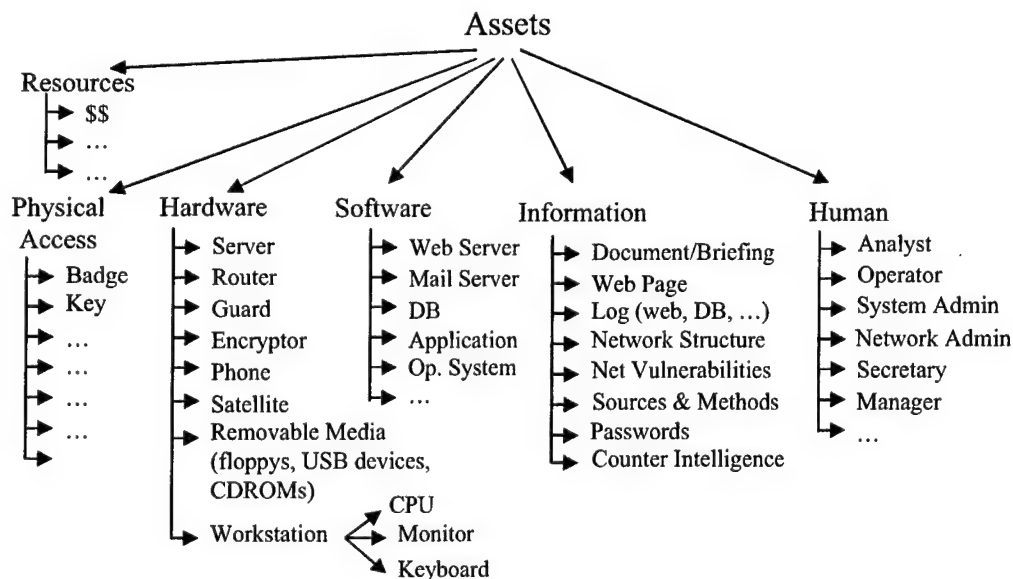 Assets
Resources
$$
...
...
Physical
Access
Badge
Key
...
...
...
...
Hardware
Server
Router
Guard
Encryptor
Phone
Satellite
Removable Media
(floppys, USB devices,
CDROMs)
Workstation
CPU
Monitor
Keyboard
Software
Web Server
Mail Server
DB
Application
Op. System
...
Information
Document/Briefing
Web Page
Log (web, DB, ...)
Network Structure
Net Vulnerabilities
Sources & Methods
Passwords
Counter Intelligence
Human
Analyst
Operator
System Admin
Network Admin
Secretary
Manager
...